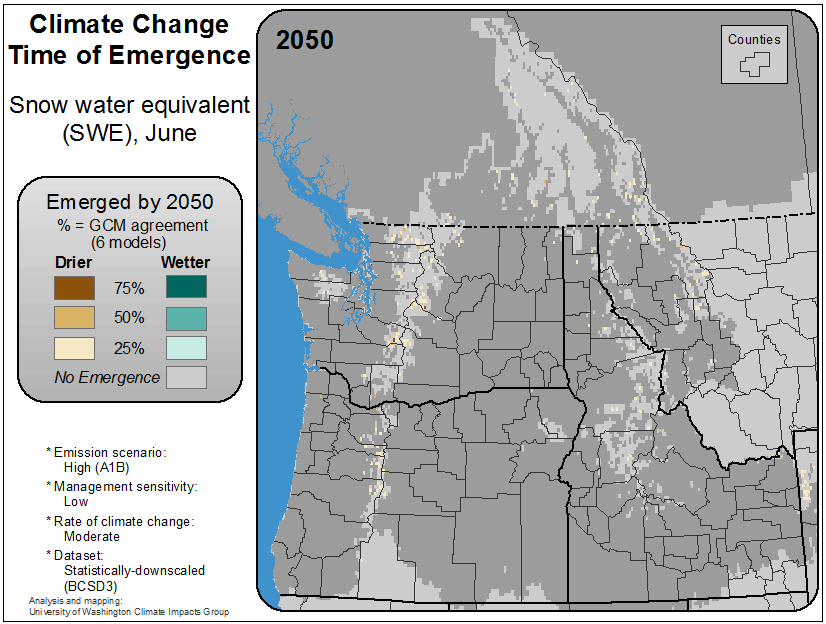 Climate Change
Time of Emergence
Snow water equivalent
(SWE), June
Emerged by 2050
% = GCM agreement
(6 models)
Drier Wetter
75%
50%
25%
No Emergence
* Emission scenario:
High (A1B)
* Management sensitivity:
Low
* Rate of climate change:
Moderate
* Dataset:
Statistically-downscaled
(BCSD3)
Analysis and mapping:
University of Washington Climate Impacts Group
2050
Counties